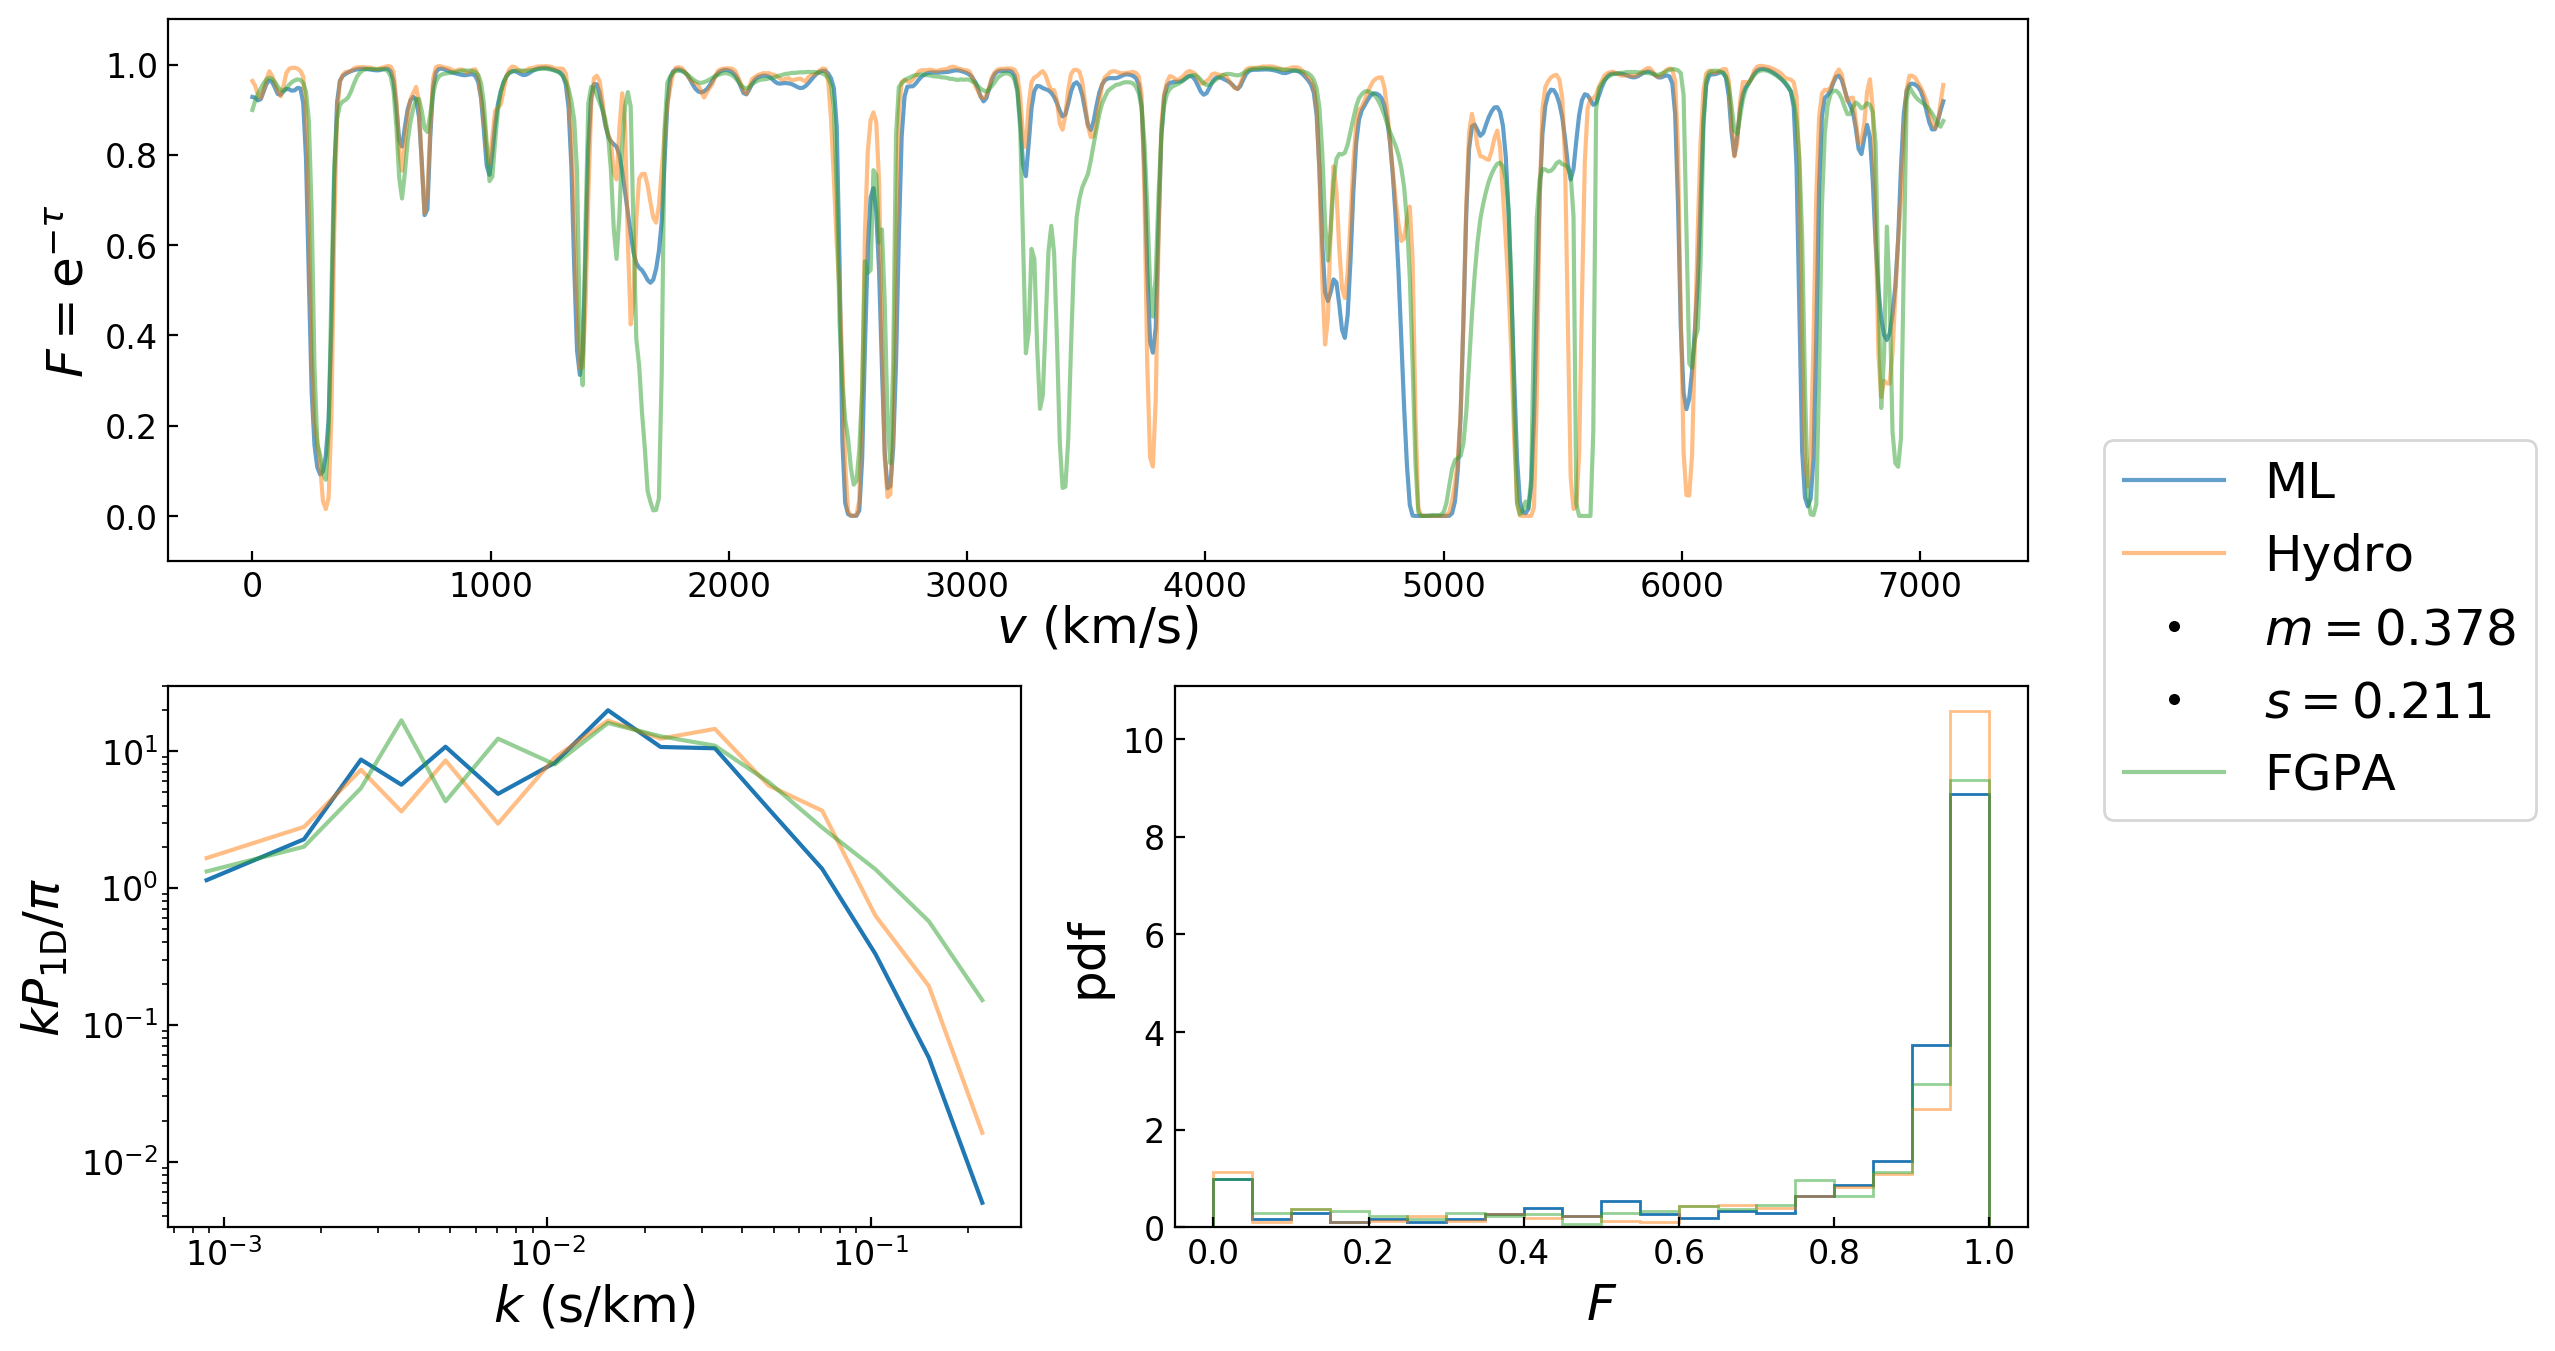 F = e^{−τ}
1.0
0.8
0.6
0.4
0.2
0.0
0 1000 2000 3000 4000 5000 6000 7000
v (km/s)
ML
Hydro
m = 0.378
s = 0.211
FGPA
kP_{1D}/π
10^1
10^0
10^{−1}
10^{−2}
10^{−3} 10^{−2} 10^{−1}
k (s/km)
pdf
10
8
6
4
2
0
0.0 0.2 0.4 0.6 0.8 1.0
F